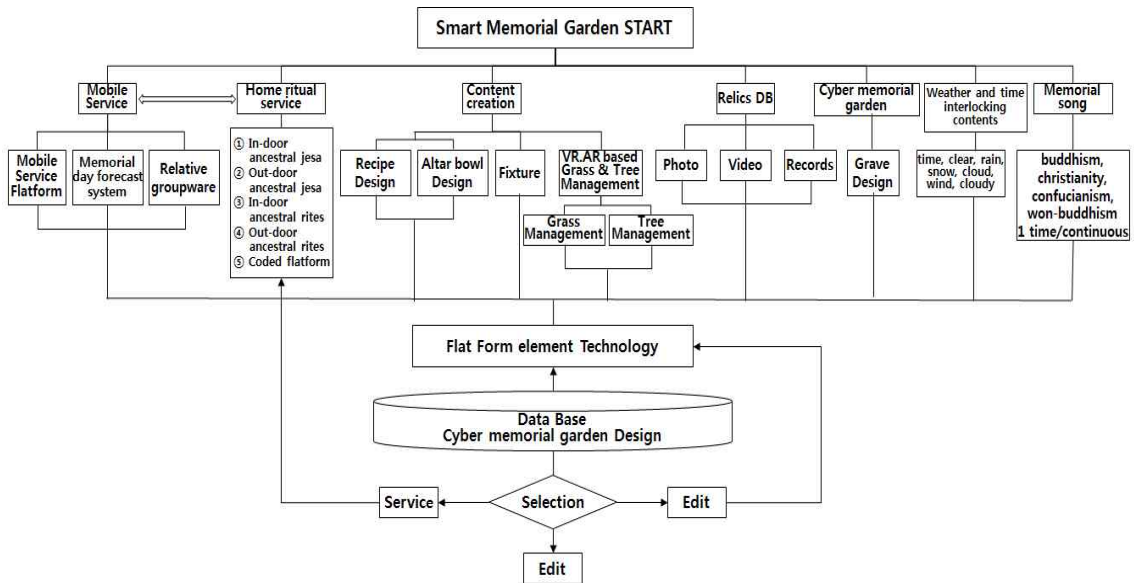 Smart Memorial Garden START
Mobile
Service
Home ritual
service
Content
creation
Relics DB
Cyber memorial
garden
Weather and time
interlocking
contents
Memorial
song
Mobile
Service
Flatform
Memorial
day forecast
system
Relative
groupware
① In-door
ancestral jesa
② Out-door
ancestral jesa
③ In-door
ancestral rites
④ Out-door
ancestral rites
⑤ Coded flatform
Recipe
Design
Altar bowl
Design
Fixture
VR.AR based
Grass & Tree
Management
Grass
Management
Tree
Management
Photo
Video
Records
Grave
Design
time, clear, rain,
snow, cloud,
wind, cloudy
buddhism,
christianity,
confucianism,
won-buddhism
1 time/continuous
Flat Form element Technology
Data Base
Cyber memorial garden Design
Service
Selection
Edit
Edit